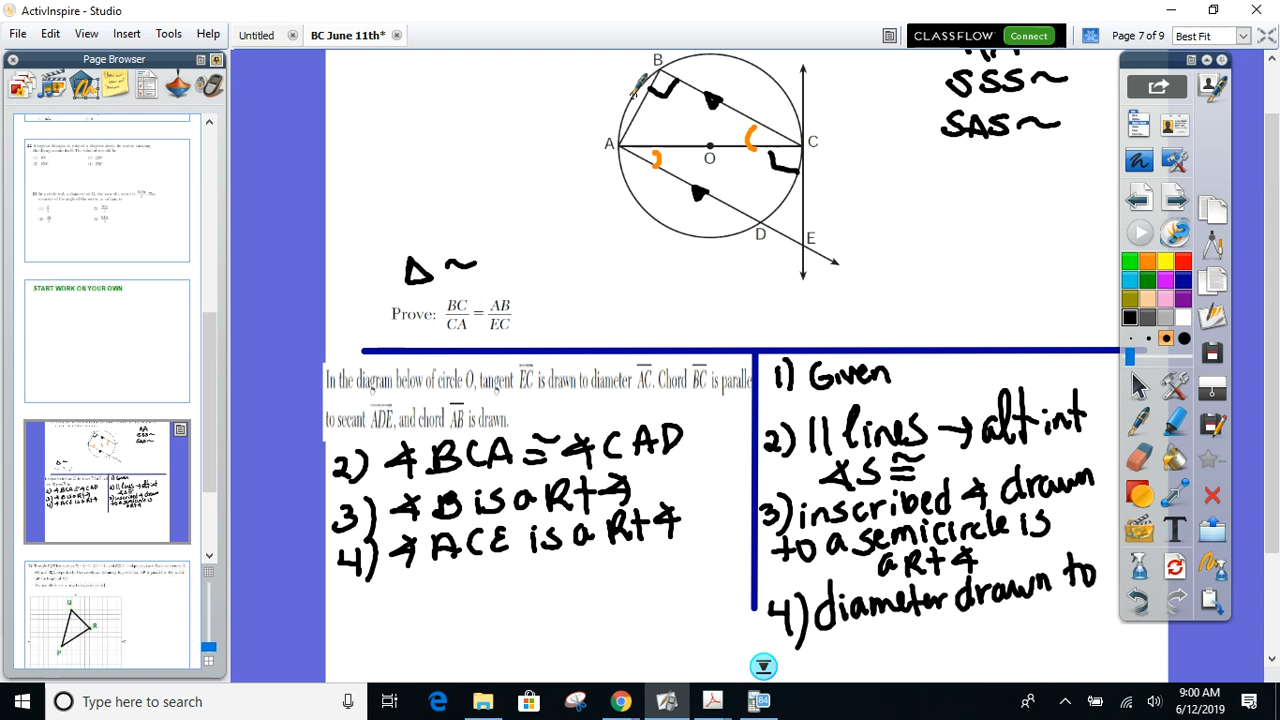 ActivInspire - Studio
File Edit View Insert Tools Help
Untitled
BC June 11th*
CLASSFLOW Connect
Page 7 of 9
Best Fit
Page Browser
START WORK ON YOUR OWN
B
A
O
C
D
E
SSS~
SAS~
Δ ~
Prove: BC/CA = AB/EC
In the diagram below of circle O, tangent EC is drawn to diameter AC. Chord BC is paralle
to secant ADE, and chord AB is drawn.
2) ∢ BCA ≅ ∢ CAD
3) ∢ B is a Rt ∢
4) ∢ ACE is a Rt ∢
1) Given
2) || lines → alt int
∢s ≅
3) inscribed ∢ drawn
to a semicircle is
a Rt ∢
4) diameter drawn to
Type here to search
9:00 AM
6/12/2019